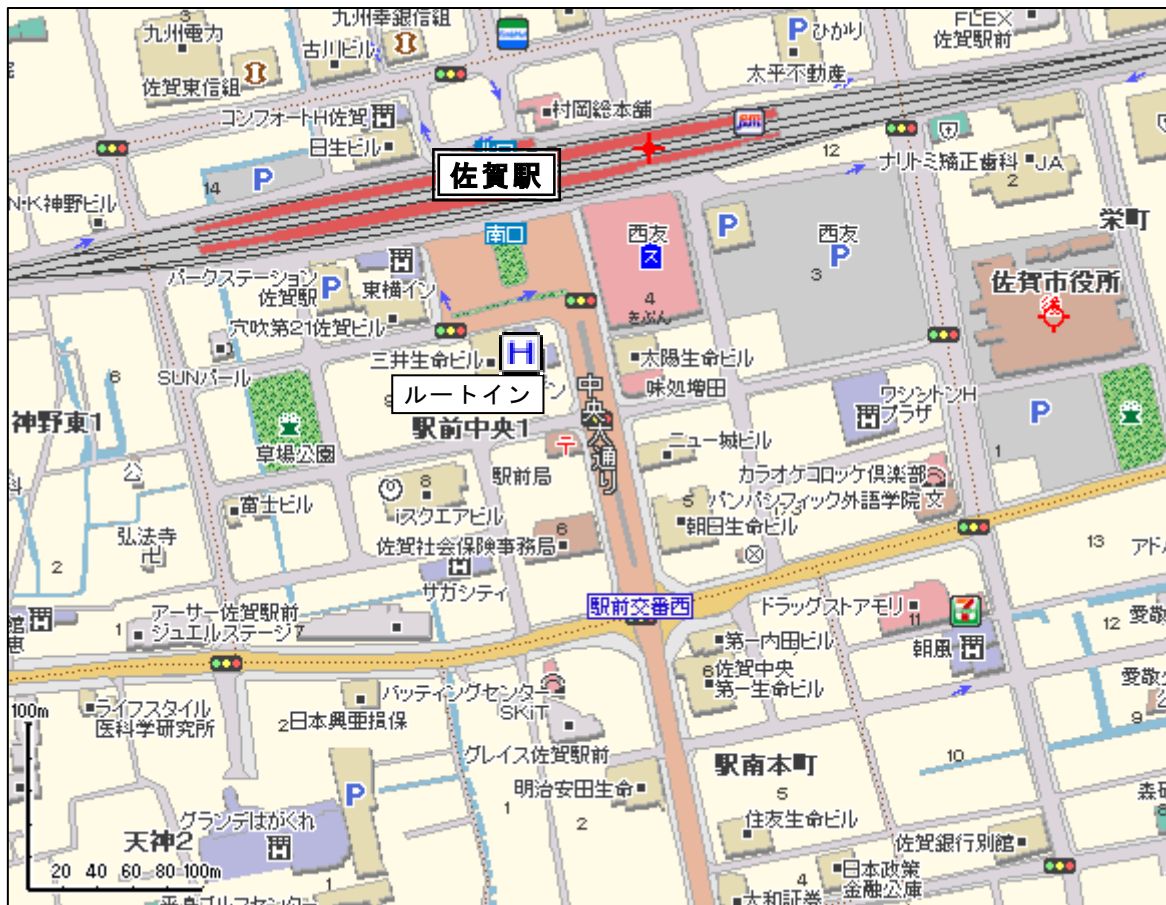 九州電力
3
九州幸銀信組
古川ビル
佐賀東信組
ひかり
P
太平不動産
FLEX
佐賀駅前
コンフォートH佐賀
日生ビル
村岡総本舗
佐賀駅
12
ナリトミ矯正歯科
JA
2
14
P
N・K神野ビル
栄町
南口
西友
ス
4
きぶん
P
西友
P
3
佐賀市役所
パークステーション
佐賀駅
P
東横イン
穴吹第21佐賀ビル
三井生命ビル
H
ルートイン
太陽生命ビル
味処増田
SUNパール
6
神野東1
草場公園
駅前中央1
中央大通り
ワシントンH
プラザ
P
1
駅前局
ニュー城ビル
カラオケコロッケ倶楽部
パンパシフィック外語学院
文
富士ビル
8
iスクエアビル
5
朝日生命ビル
弘法寺
2
佐賀社会保険事務局
6
サガシティ
13
駅前交番西
アーサー佐賀駅前
ジュエルステージ
7
1
ドラッグストアモリ
11
7
朝風
12
第一内田ビル
6
佐賀中央
第一生命ビル
バッティングセンター
SKiT
100m
ライフスタイル
医科学研究所
2
日本興亜損保
グレイス佐賀駅前
9
10
駅南本町
5
P
明治安田生命
1
2
天神2
グランデはがくれ
住友生命ビル
佐賀銀行別館
日本政策
金融公庫
4
大和証券
20 40 60 80 100m
1